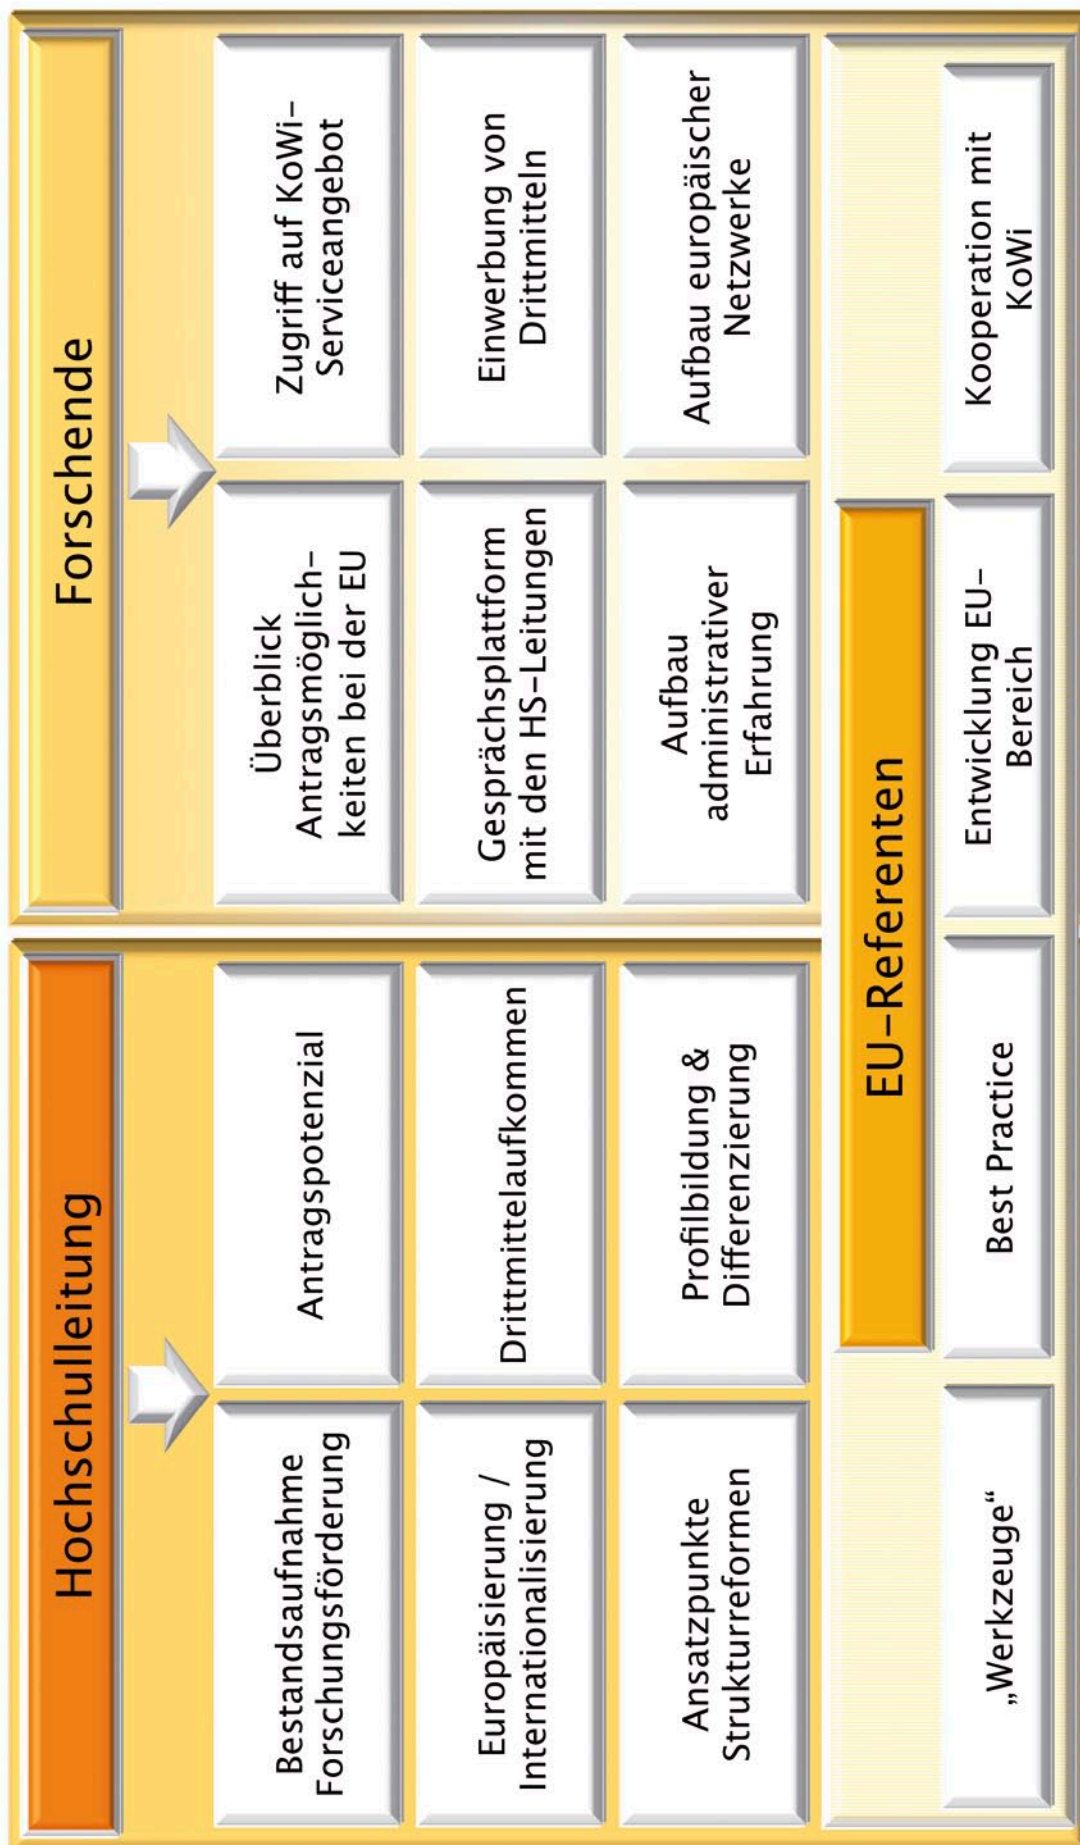 Hochschulleitung
Bestandsaufnahme
Forschungsförderung
Antragspotenzial
Europäisierung /
Internationalisierung
Drittmittelaufkommen
Ansatzpunkte
Strukturreformen
Profilbildung &
Differenzierung
Forschende
Überblick
Antragsmöglich–
keiten bei der EU
Zugriff auf KoWi–
Serviceangebot
Gesprächsplattform
mit den HS–Leitungen
Einwerbung von
Drittmitteln
Aufbau
administrativer
Erfahrung
Aufbau europäischer
Netzwerke
EU–Referenten
„Werkzeuge“
Best Practice
Entwicklung EU–
Bereich
Kooperation mit
KoWi